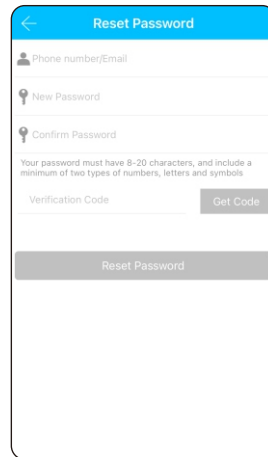 Reset Password
Phone number/Email
New Password
Confirm Password
Your password must have 8-20 characters, and include a
minimum of two types of numbers, letters and symbols
Verification Code Get Code
Reset Password